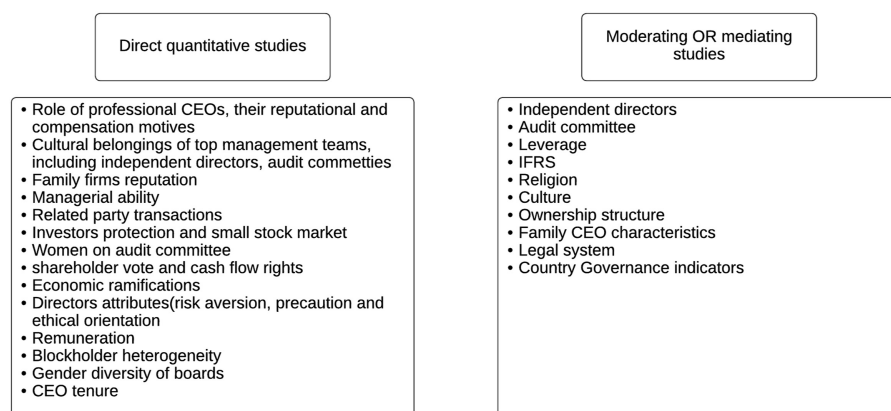 Direct quantitative studies
Moderating OR mediating
studies
• Role of professional CEOs, their reputational and
compensation motives
• Cultural belongings of top management teams,
including independent directors, audit commetties
• Family firms reputation
• Managerial ability
• Related party transactions
• Investors protection and small stock market
• Women on audit committee
• shareholder vote and cash flow rights
• Economic ramifications
• Directors attributes(risk aversion, precaution and
ethical orientation
• Remuneration
• Blockholder heterogeneity
• Gender diversity of boards
• CEO tenure
• Independent directors
• Audit committee
• Leverage
• IFRS
• Religion
• Culture
• Ownership structure
• Family CEO characteristics
• Legal system
• Country Governance indicators